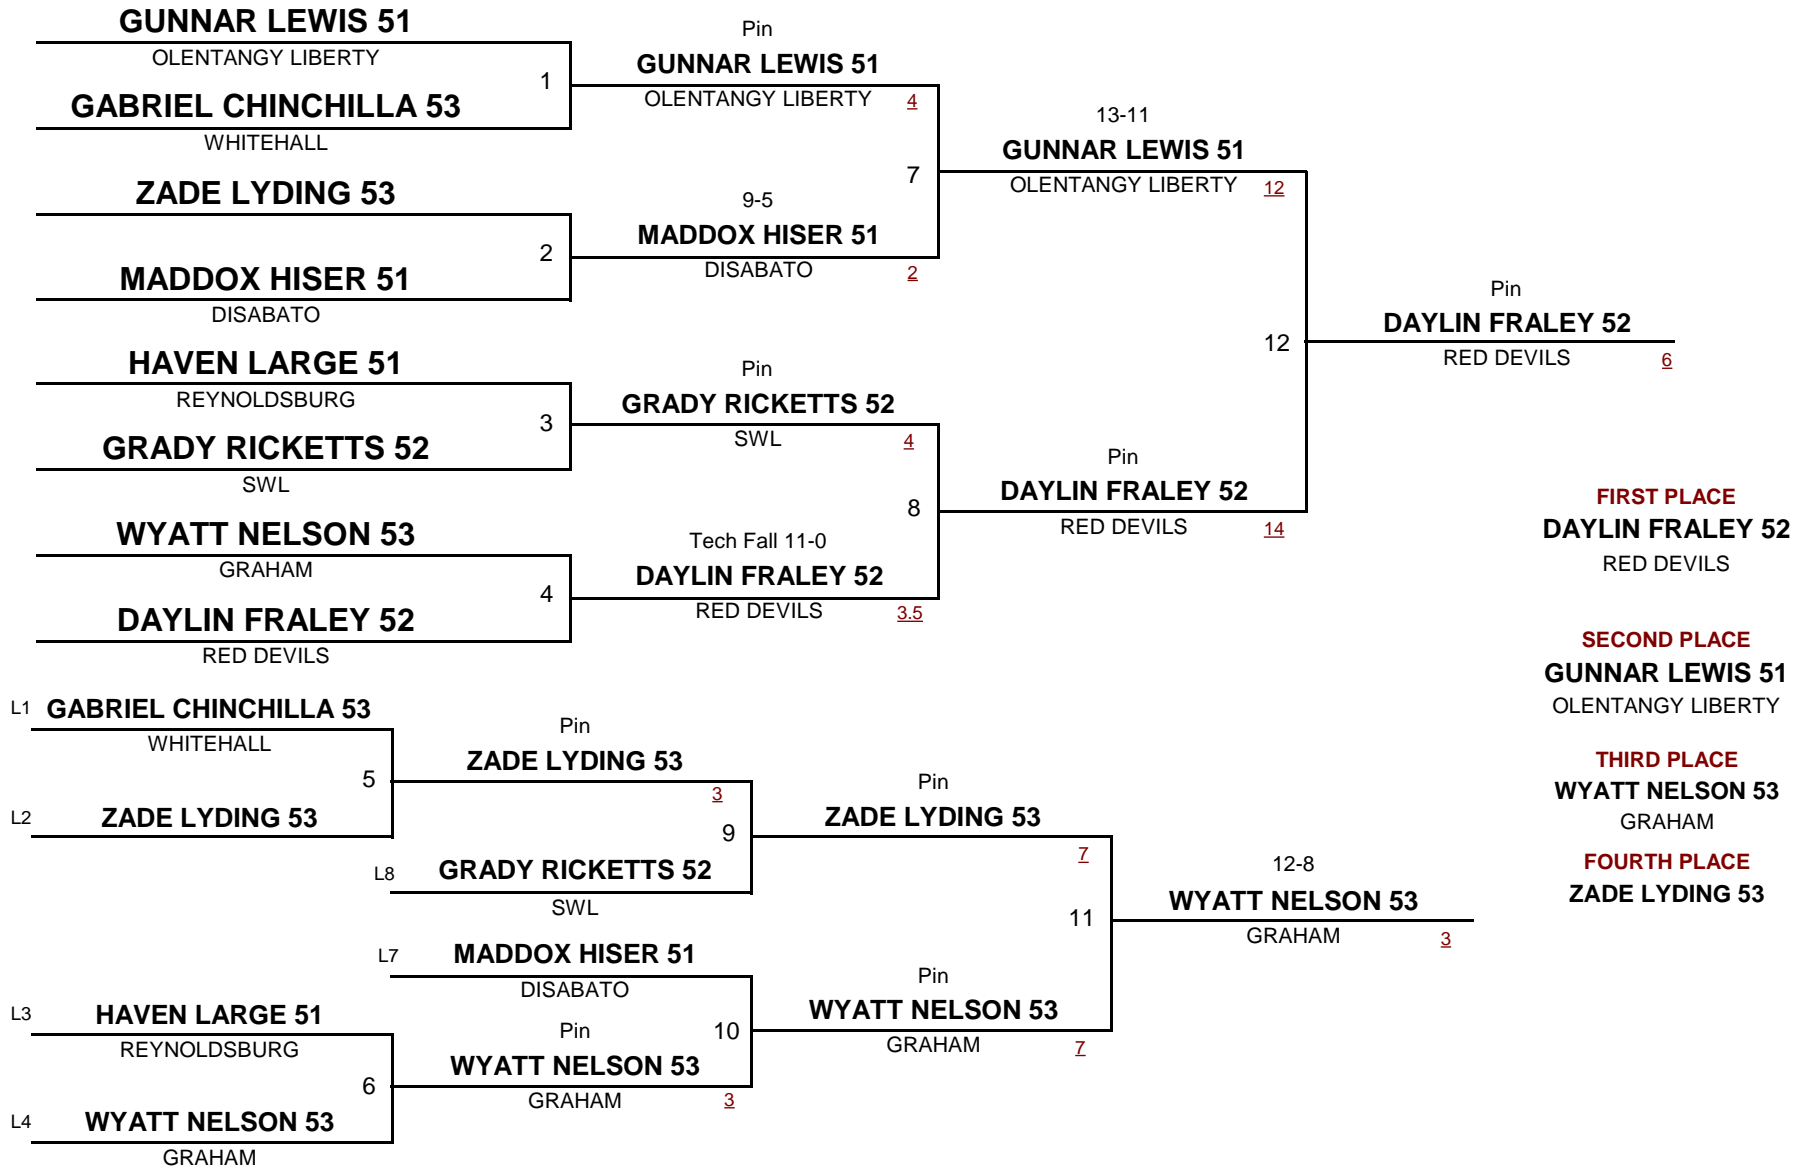 GUNNAR LEWIS 51
OLENTANGY LIBERTY
1
GABRIEL CHINCHILLA 53
WHITEHALL
Pin
GUNNAR LEWIS 51
OLENTANGY LIBERTY 4
ZADE LYDING 53
2
MADDOX HISER 51
DISABATO
9-5
MADDOX HISER 51
DISABATO 2
7
13-11
GUNNAR LEWIS 51
OLENTANGY LIBERTY 12
HAVEN LARGE 51
REYNOLDSBURG
3
GRADY RICKETTS 52
SWL
Pin
GRADY RICKETTS 52
SWL 4
WYATT NELSON 53
GRAHAM
4
DAYLIN FRALEY 52
RED DEVILS
Tech Fall 11-0
DAYLIN FRALEY 52
RED DEVILS 3.5
8
Pin
DAYLIN FRALEY 52
RED DEVILS 14
12
Pin
DAYLIN FRALEY 52
RED DEVILS 6
FIRST PLACE
DAYLIN FRALEY 52
RED DEVILS
SECOND PLACE
GUNNAR LEWIS 51
OLENTANGY LIBERTY
THIRD PLACE
WYATT NELSON 53
GRAHAM
FOURTH PLACE
ZADE LYDING 53
L1 GABRIEL CHINCHILLA 53
WHITEHALL
5
L2 ZADE LYDING 53
Pin
ZADE LYDING 53
3
9
L8 GRADY RICKETTS 52
SWL
Pin
ZADE LYDING 53
7
L7 MADDOX HISER 51
DISABATO
10
L3 HAVEN LARGE 51
REYNOLDSBURG
6
L4 WYATT NELSON 53
GRAHAM
Pin
WYATT NELSON 53
GRAHAM 3
Pin
WYATT NELSON 53
GRAHAM 7
11
12-8
WYATT NELSON 53
GRAHAM 3